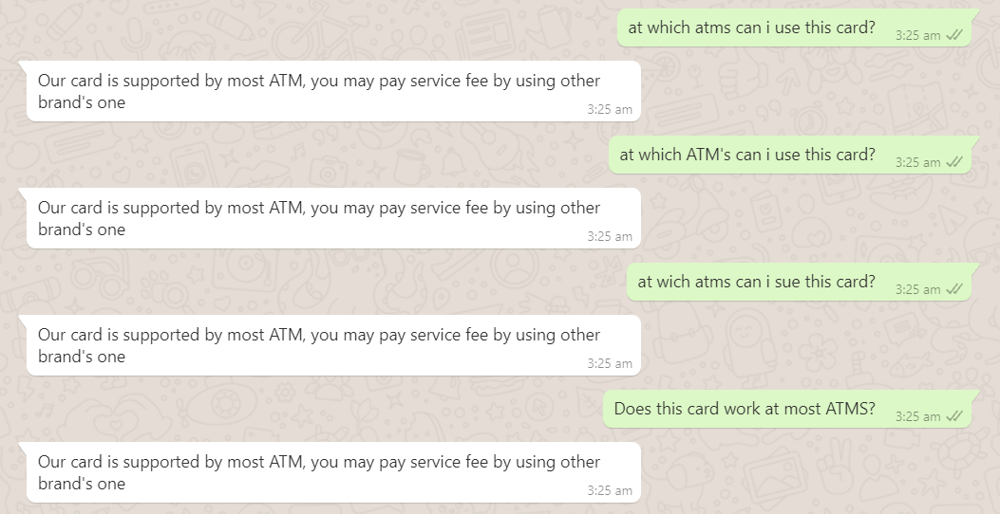 at which atms can i use this card? 3:25 am
Our card is supported by most ATM, you may pay service fee by using other
brand's one 3:25 am
at which ATM's can i use this card? 3:25 am
Our card is supported by most ATM, you may pay service fee by using other
brand's one 3:25 am
at wich atms can i sue this card? 3:25 am
Our card is supported by most ATM, you may pay service fee by using other
brand's one 3:25 am
Does this card work at most ATMS? 3:25 am
Our card is supported by most ATM, you may pay service fee by using other
brand's one 3:25 am